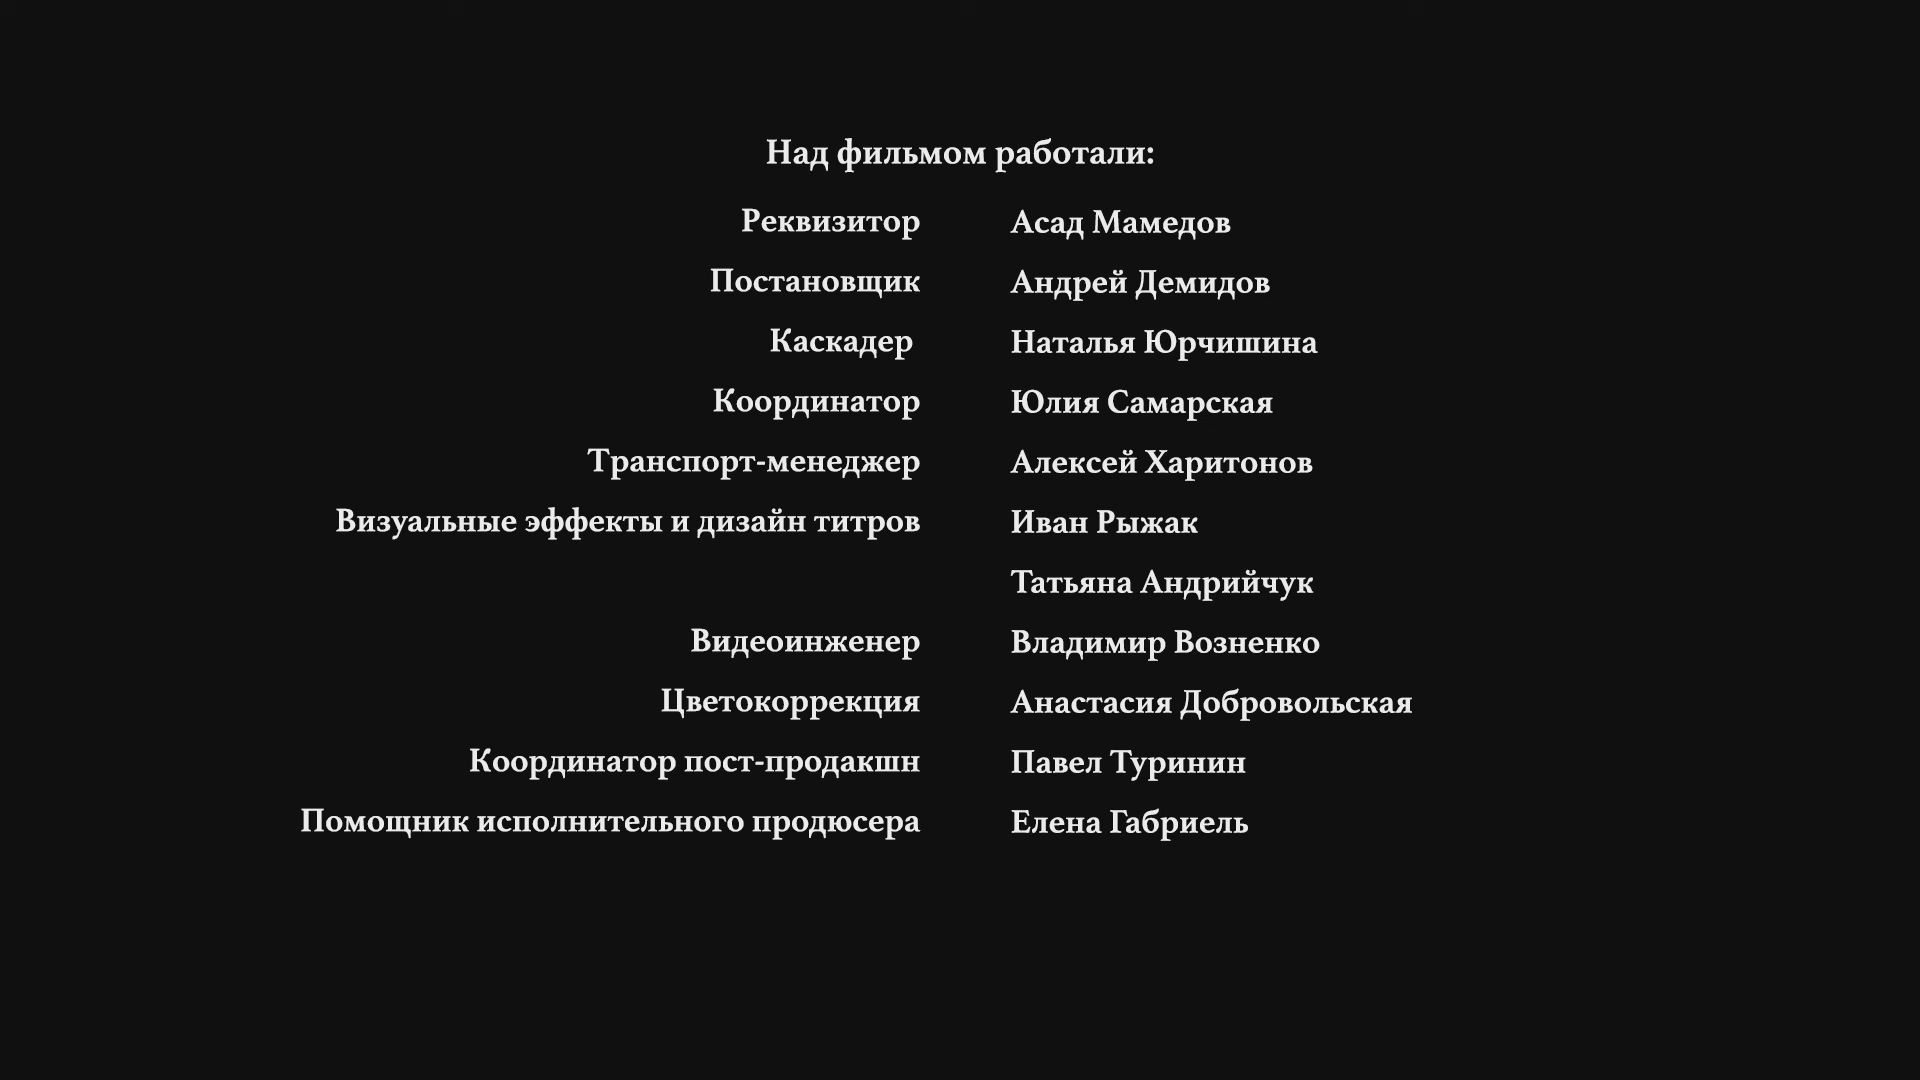 Над фильмом работали:
Реквизитор Асад Мамедов
Постановщик Андрей Демидов
Каскадер Наталья Юрчишина
Координатор Юлия Самарская
Транспорт-менеджер Алексей Харитонов
Визуальные эффекты и дизайн титров Иван Рыжак
Татьяна Андрийчук
Видеоинженер Владимир Возненко
Цветокоррекция Анастасия Добровольская
Координатор пост-продакшн Павел Туринин
Помощник исполнительного продюсера Елена Габриель